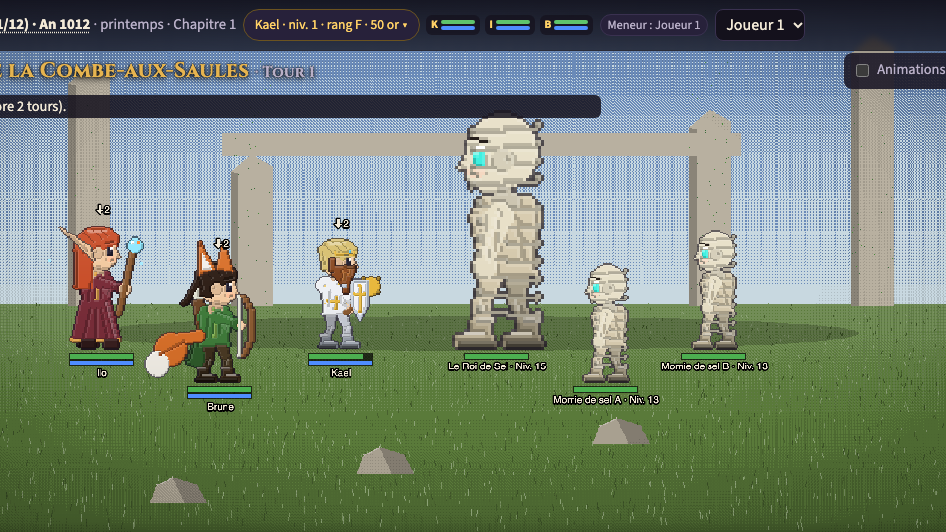 1/12) · An 1012 · printemps · Chapitre 1
Kael · niv. 1 · rang F · 50 or ▾
K
I
B
Meneur : Joueur 1
Joueur 1
LA COMBE-AUX-SAULES · TOUR 1
Animations
re 2 tours).
2
2
2
Io
Brune
Kael
Le Roi de Sel · Niv. 15
Momie de sel A · Niv. 13
Momie de sel B · Niv. 13